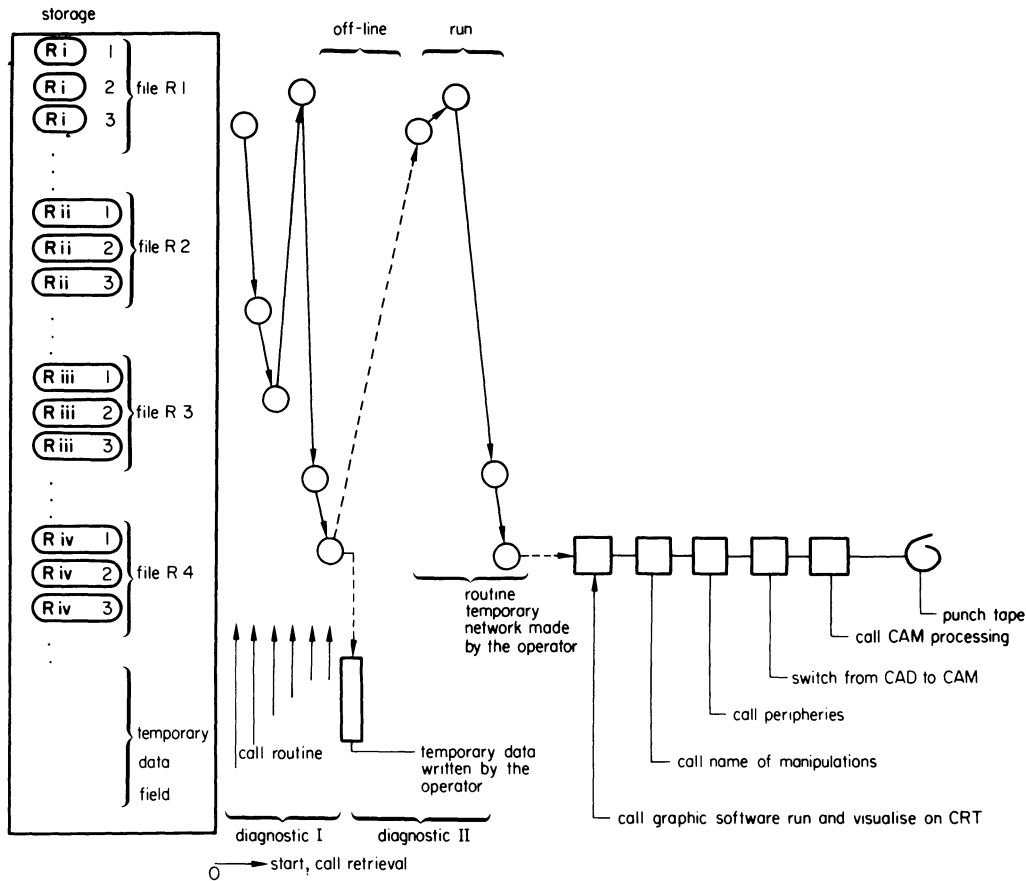 storage
off-line
run
Ri 1
Ri 2
Ri 3
file R1
Rii 1
Rii 2
Rii 3
file R2
Riii 1
Riii 2
Riii 3
file R 3
Riv 1
Riv 2
Riv 3
file R 4
temporary
data
field
call routine
temporary data
written by the
operator
routine
temporary
network made
by the operator
punch tape
call CAM processing
switch from CAD to CAM
call peripheries
call name of manipulations
call graphic software run and visualise on CRT
diagnostic I
diagnostic II
O
start, call retrieval